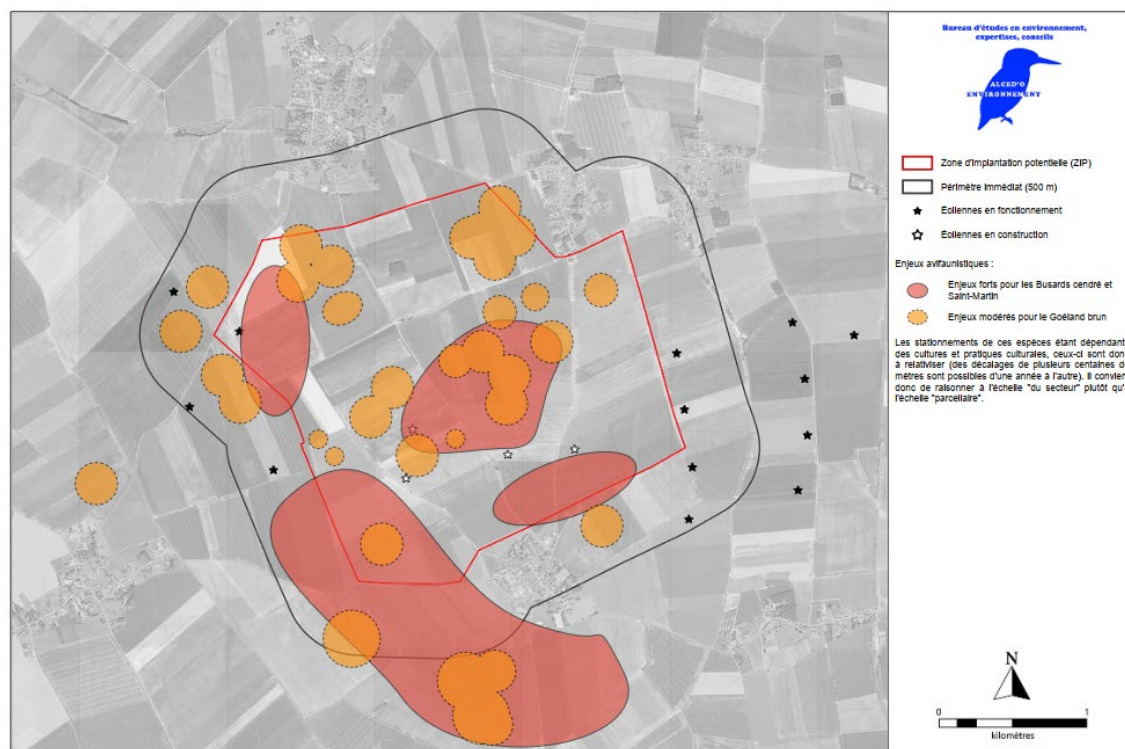 Bureau d'études en environnement,
expertises, conseils
ALCED'O
ENVIRONNEMENT
Zone d'implantation potentielle (ZIP)
Périmètre immédiat (500 m)
Éoliennes en fonctionnement
Éoliennes en construction
Enjeux avifaunistiques :
Enjeux forts pour les Busards cendré et
Saint-Martin
Enjeux modérés pour le Goéland brun
Les stationnements de ces espèces étant dépendant
des cultures et pratiques culturales, ceux-ci sont don
à relativiser (des décalages de plusieurs centaines d
mètres sont possibles d'une année à l'autre). Il convien
donc de raisonner à l'échelle "du secteur" plutôt qu'
l'échelle "parcellaire".
N
0 1
kilomètres